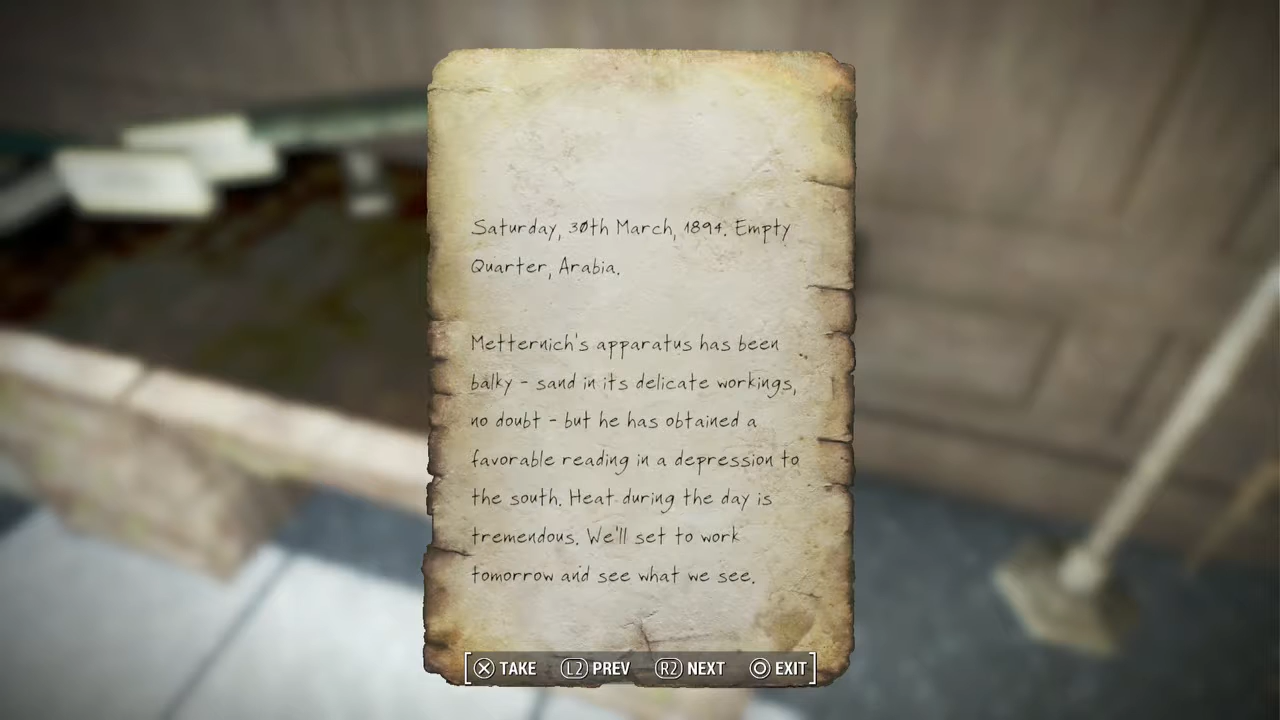 Saturday, 30th March, 1894. Empty
Quarter, Arabia.
Metternich's apparatus has been
balky - sand in its delicate workings,
no doubt - but he has obtained a
favorable reading in a depression to
the south. Heat during the day is
tremendous. We'll set to work
tomorrow and see what we see.
[ⓧ TAKE L2 PREV R2 NEXT O EXIT]